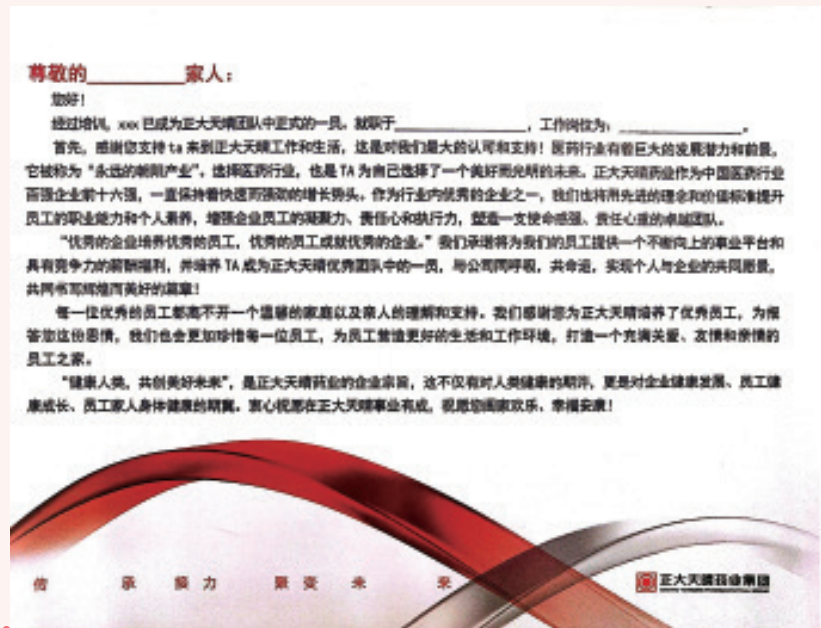 尊敬的__________家人：
您好！
经过培训，xxx 已成为正大天晴团队中正式的一员。就职于__________________，工作岗位为：________________。
首先，感谢您支持 ta 来到正大天晴工作和生活，这是对我们最大的认可和支持！医药行业有着巨大的发展潜力和前景，
它被称为“永远的朝阳产业”。选择医药行业，也是 TA 为自己选择了一个美好而光明的未来。正大天晴药业作为中国医药行业
百强企业前十六强，一直保持着快速而强劲的增长势头。作为行业内优秀的企业之一，我们也将用先进的理念和价值标准提升
员工的职业能力和个人素养，增强企业员工的凝聚力、责任心和执行力，塑造一支使命感强、责任心重的卓越团队。
“优秀的企业培养优秀的员工，优秀的员工成就优秀的企业。”我们承诺将为我们的员工提供一个不断向上的事业平台和
具有竞争力的薪酬福利，并培养 TA 成为正大天晴优秀团队中的一员，与公司同呼吸，共命运，实现个人与企业的共同愿景，
共同书写辉煌而美好的篇章！
每一位优秀的员工都离不开一个温馨的家庭以及亲人的理解和支持。我们感谢您为正大天晴培养了优秀员工，为报
答您这份恩情，我们也会更加珍惜每一位员工，为员工营造更好的生活和工作环境，打造一个充满关爱、友情和亲情的
员工之家。
“健康人类，共创美好未来”，是正大天晴药业的企业宗旨，这不仅有对人类健康的期许，更是对企业健康发展、员工健
康成长、员工家人身体健康的期冀。衷心祝愿在正大天晴事业有成，祝愿您阖家欢乐、幸福安康！
传 承 力 变 未 来
正大天晴药业集团